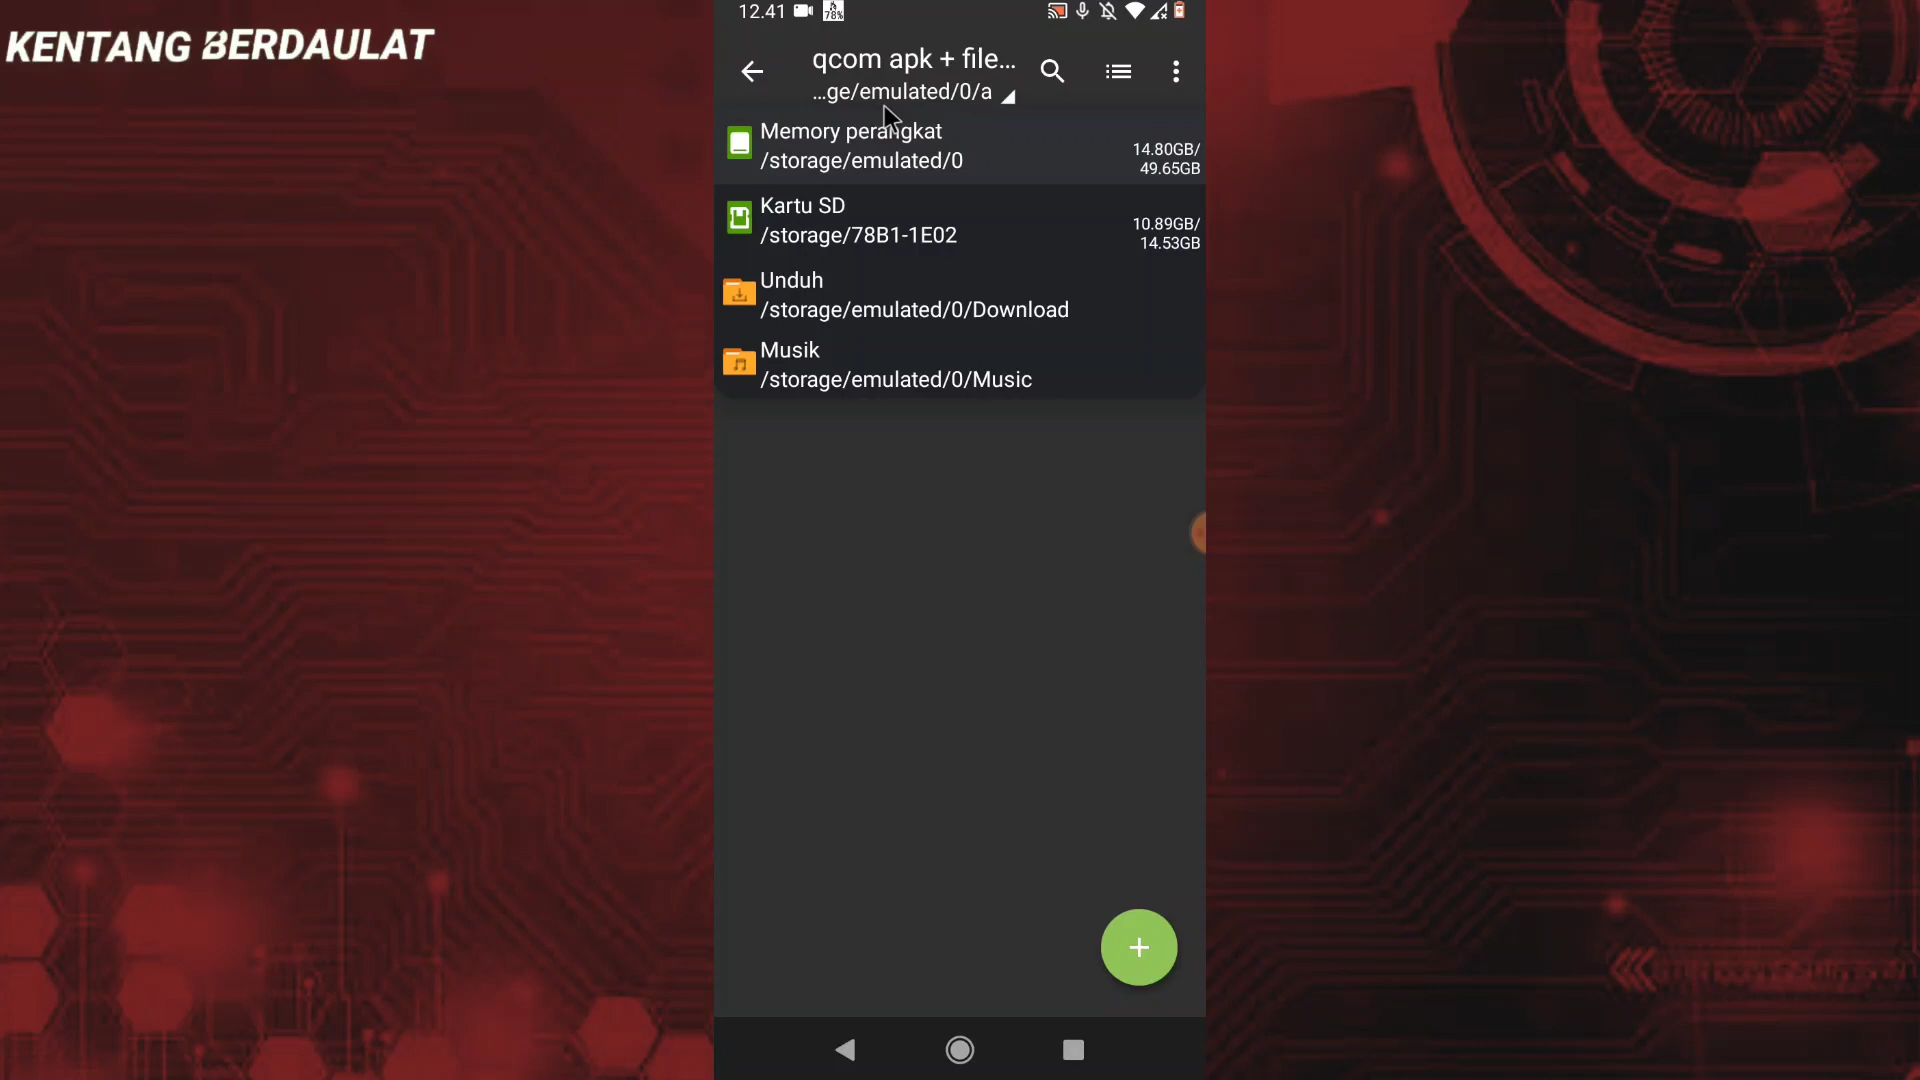 KENTANG BERDAULAT
12.41
78%
qcom apk + file...
...ge/emulated/0/a
Memory perangkat
/storage/emulated/0
14.80GB/
49.65GB
Kartu SD
/storage/78B1-1E02
10.89GB/
14.53GB
Unduh
/storage/emulated/0/Download
Musik
/storage/emulated/0/Music